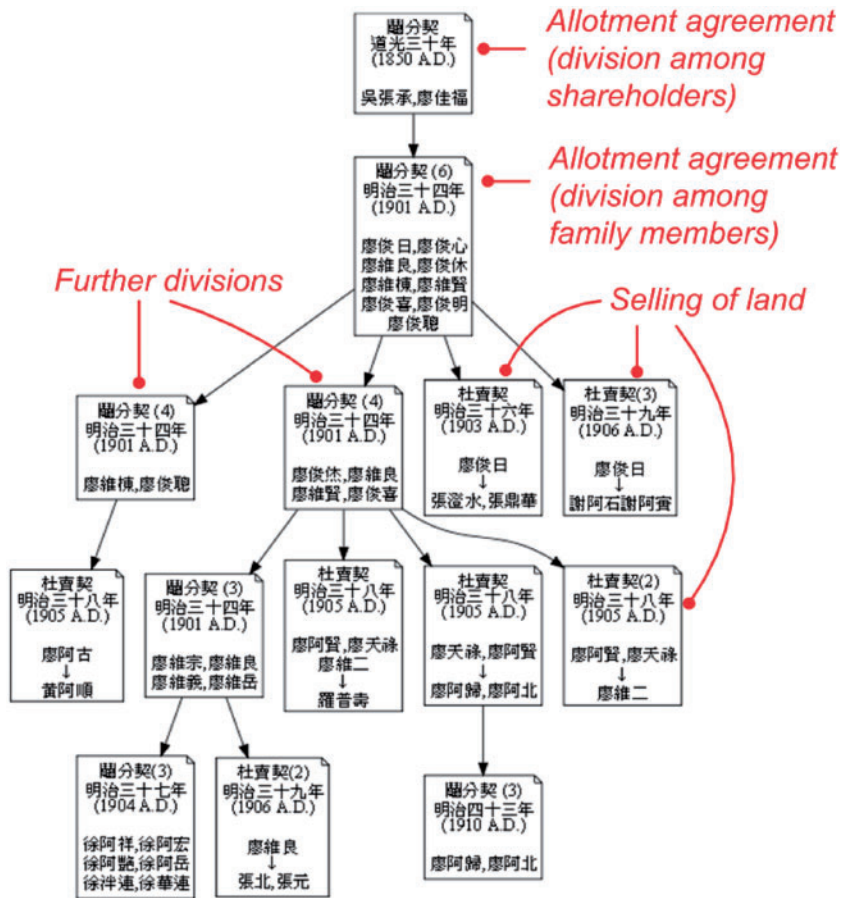 鬮分契
道光三十年
(1850 A.D.)
吳張承,廖佳福
Allotment agreement
(division among
shareholders)
鬮分契(6)
明治三十四年
(1901 A.D.)
廖俊日,廖俊心
廖維良,廖俊休
廖維棟,廖維賢
廖俊喜,廖俊明
廖俊聰
Allotment agreement
(division among
family members)
Further divisions
Selling of land
鬮分契(4)
明治三十四年
(1901 A.D.)
廖維棟,廖俊聰
鬮分契(4)
明治三十四年
(1901 A.D.)
廖俊烋,廖維良
廖維賢,廖俊喜
杜賣契
明治三十六年
(1903 A.D.)
廖俊日
↓
張瀅水,張鼎華
杜賣契(3)
明治三十九年
(1906 A.D.)
廖俊日
↓
謝阿石謝阿寅
杜賣契
明治三十八年
(1905 A.D.)
廖阿古
↓
黃阿順
鬮分契(3)
明治三十四年
(1901 A.D.)
廖維宗,廖維良
廖維義,廖維岳
杜賣契
明治三十八年
(1905 A.D.)
廖阿賢,廖天祿
廖維二
↓
羅普壽
杜賣契
明治三十八年
(1905 A.D.)
廖天祿,廖阿賢
↓
廖阿歸,廖阿北
杜賣契(2)
明治三十八年
(1905 A.D.)
廖阿賢,廖天祿
↓
廖維二
鬮分契(3)
明治三十七年
(1904 A.D.)
徐阿祥,徐阿宏
徐阿艷,徐阿岳
徐泮連,徐華連
杜賣契(2)
明治三十九年
(1906 A.D.)
廖維良
↓
張北,張元
鬮分契(3)
明治四十三年
(1910 A.D.)
廖阿歸,廖阿北